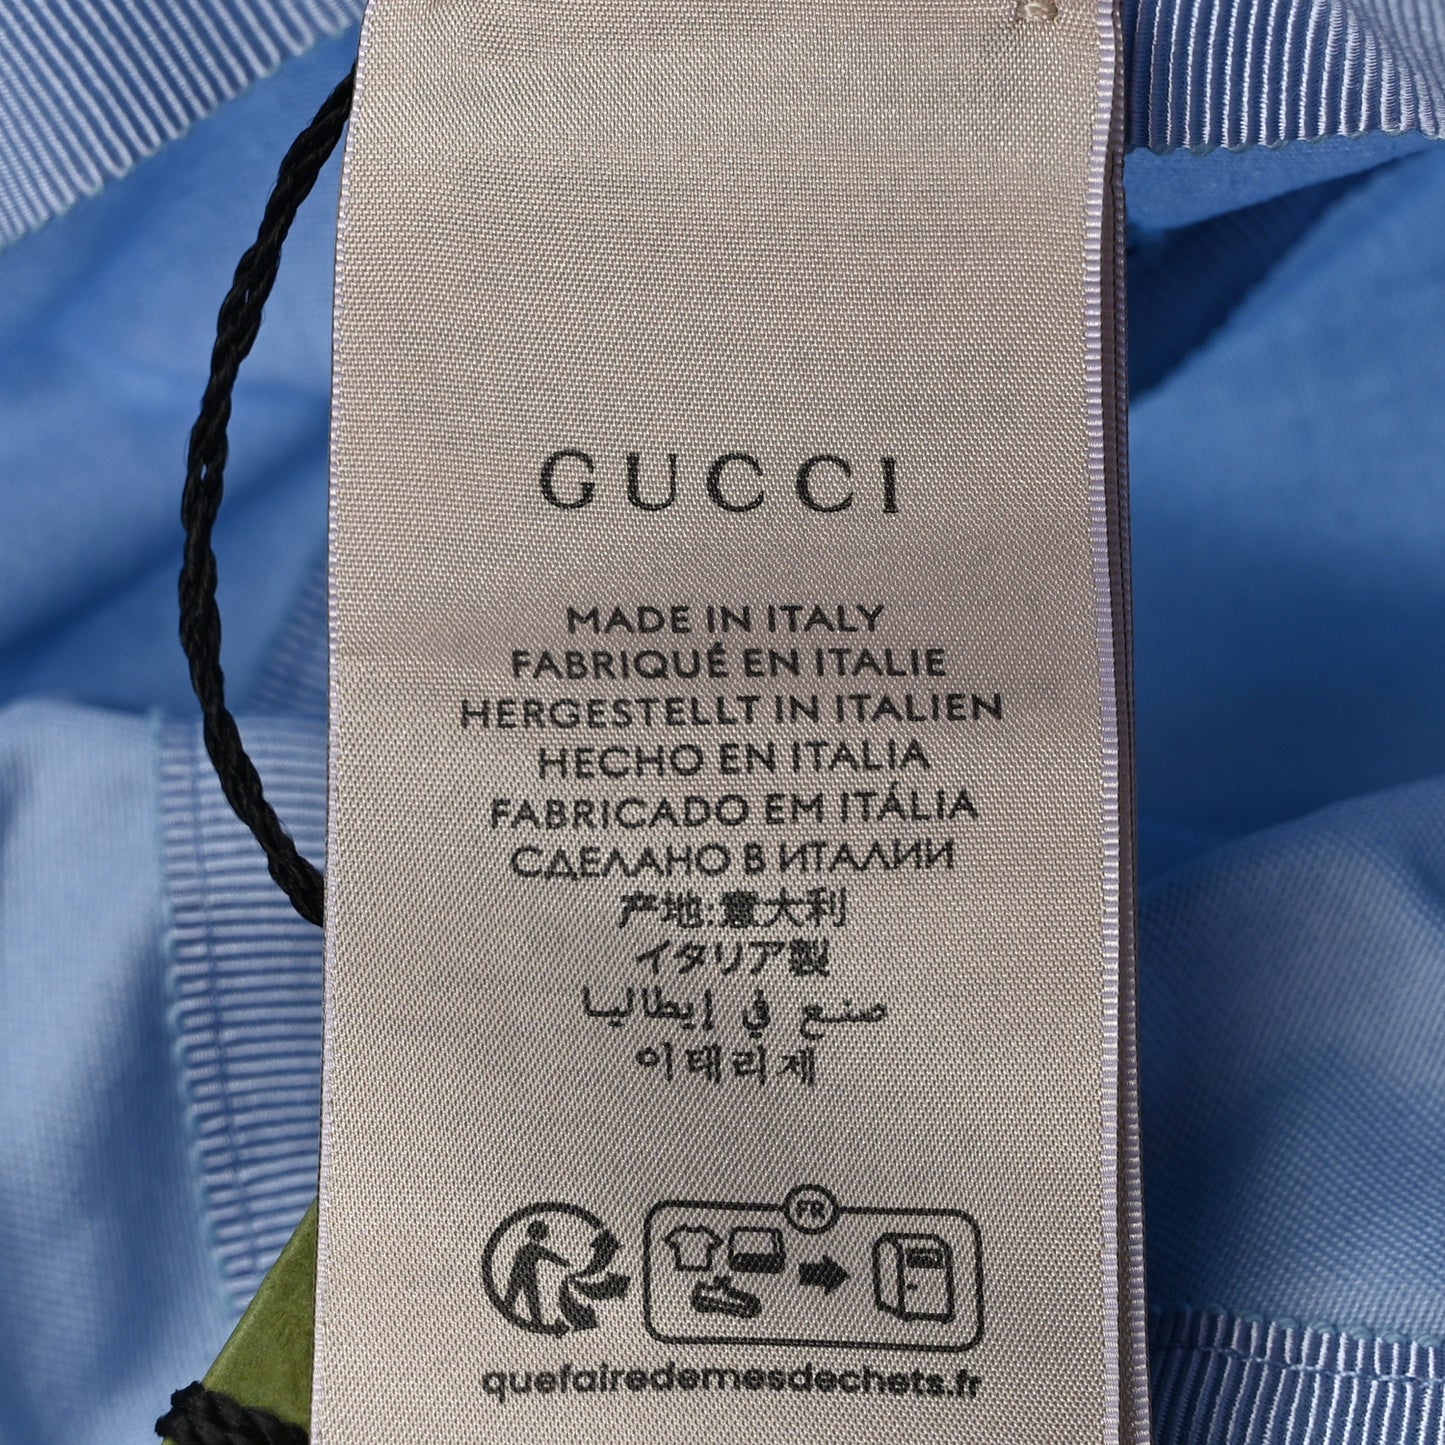 GUCCI
MADE IN ITALY
FABRIQUÉ EN ITALIE
HERGESTELLT IN ITALIEN
HECHO EN ITALIA
FABRICADO EM ITÁLIA
СДЕЛАНО В ИТАЛИИ
产地:意大利
イタリア製
صنع في إيطاليا
이태리제
FR
quefairedemesdechets.fr